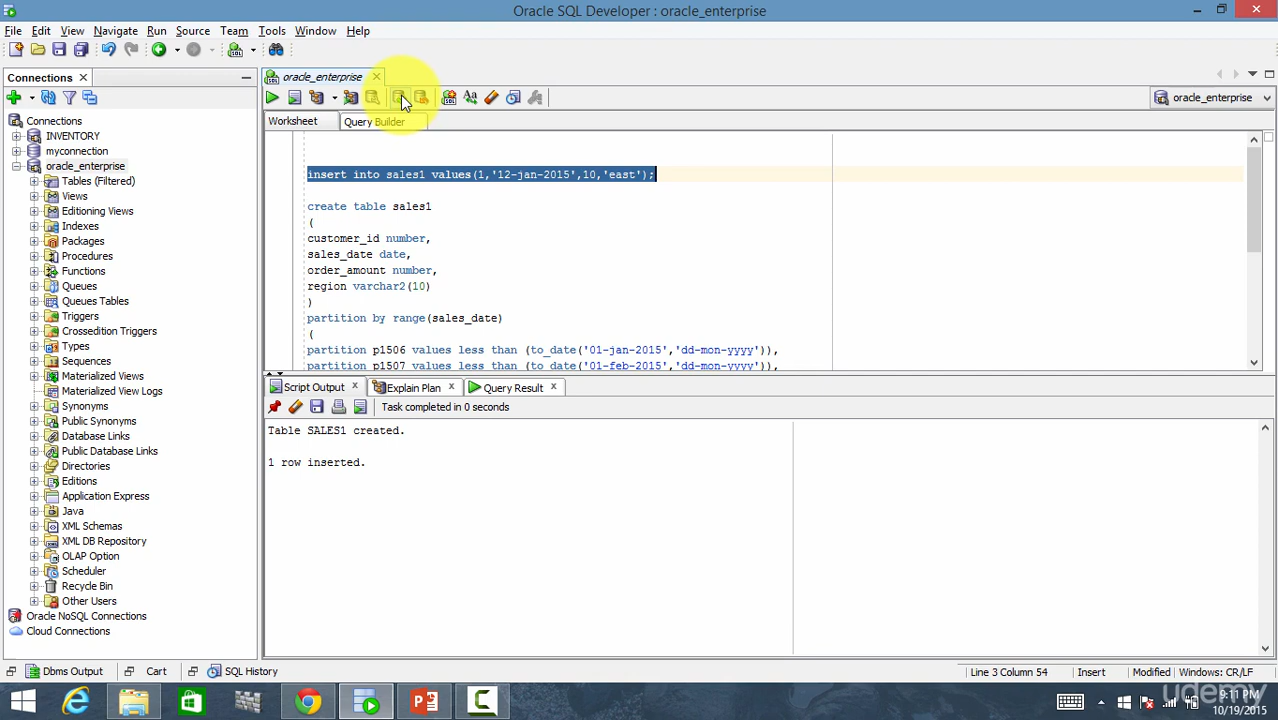 Oracle SQL Developer : oracle_enterprise
File Edit View Navigate Run Source Team Tools Window Help
Connections
oracle_enterprise
oracle_enterprise
Worksheet Query Builder
Connections
INVENTORY
myconnection
oracle_enterprise
Tables (Filtered)
Views
Editioning Views
Indexes
Packages
Procedures
Functions
Queues
Queues Tables
Triggers
Crossedition Triggers
Types
Sequences
Materialized Views
Materialized View Logs
Synonyms
Public Synonyms
Database Links
Public Database Links
Directories
Editions
Application Express
Java
XML Schemas
XML DB Repository
OLAP Option
Scheduler
Recycle Bin
Other Users
Oracle NoSQL Connections
Cloud Connections
insert into sales1 values(1,'12-jan-2015',10,'east');
create table sales1
(
customer_id number,
sales_date date,
order_amount number,
region varchar2(10)
)
partition by range(sales_date)
(
partition p1506 values less than (to_date('01-jan-2015','dd-mon-yyyy')),
partition p1507 values less than (to_date('01-feb-2015','dd-mon-yyyy')),
Script Output Explain Plan Query Result
Task completed in 0 seconds
Table SALES1 created.
1 row inserted.
Dbms Output Cart SQL History
Line 3 Column 54 Insert Modified Windows: CR/LF
udemy
9:11 PM
10/19/2015